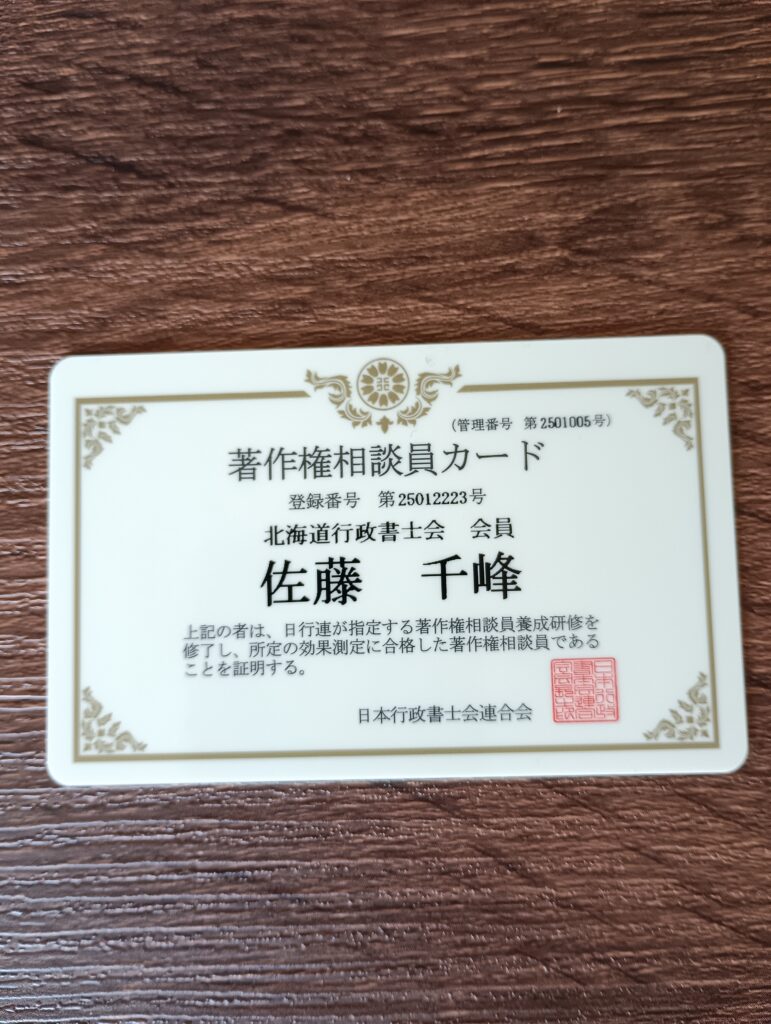 (管理番号 第2501005号)
著作権相談員カード
登録番号 第25012223号
北海道行政書士会 会員
佐藤 千峰
上記の者は、日行連が指定する著作権相談員養成研修を
修了し、所定の効果測定に合格した著作権相談員である
ことを証明する。
日本行政書士会連合会